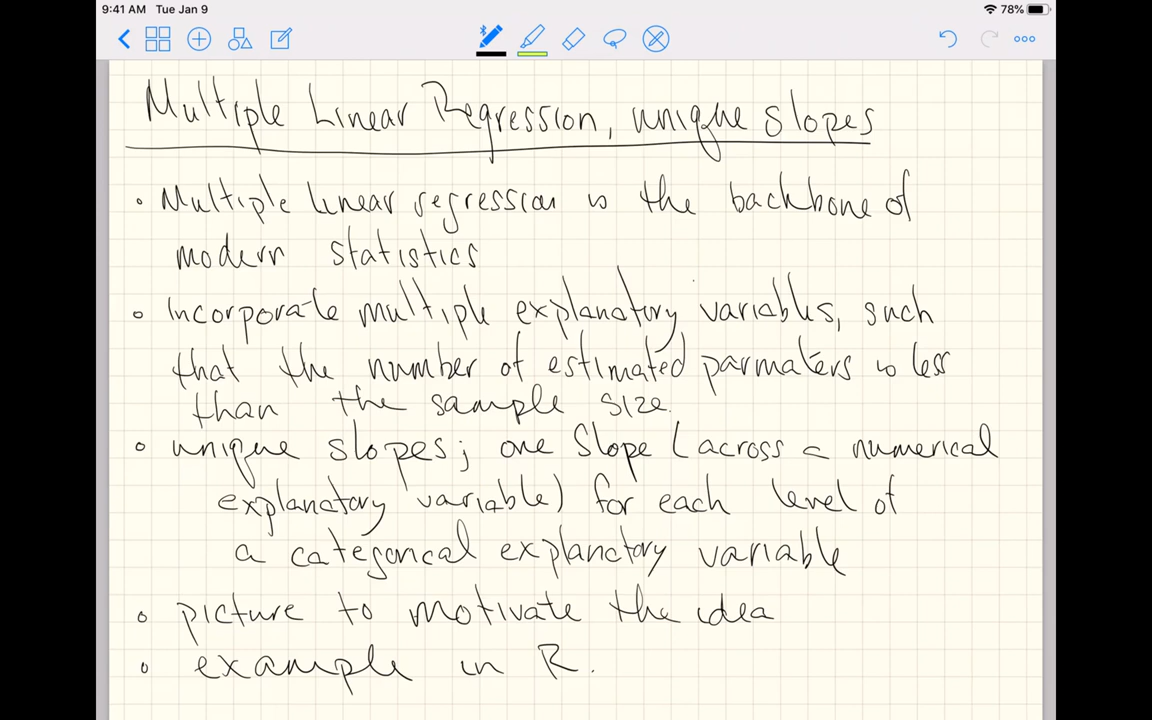 9:41 AM Tue Jan 9 78%
Multiple Linear Regression, unique slopes
• Multiple linear regression is the backbone of
modern statistics
• Incorporate multiple explanatory variables, such
that the number of estimated parmaters is less
than the sample size.
• unique slopes; one slope (across a numerical
explanatory variable) for each level of
a categorical explanatory variable
• picture to motivate the idea
• example in R.